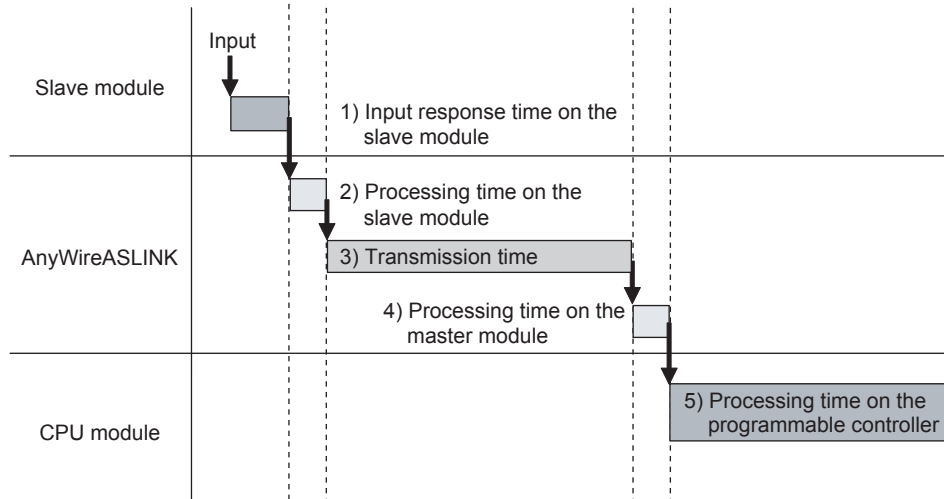 Input
Slave module
1) Input response time on the
slave module
2) Processing time on the
slave module
AnyWireASLINK
3) Transmission time
4) Processing time on the
master module
5) Processing time on the
programmable controller
CPU module